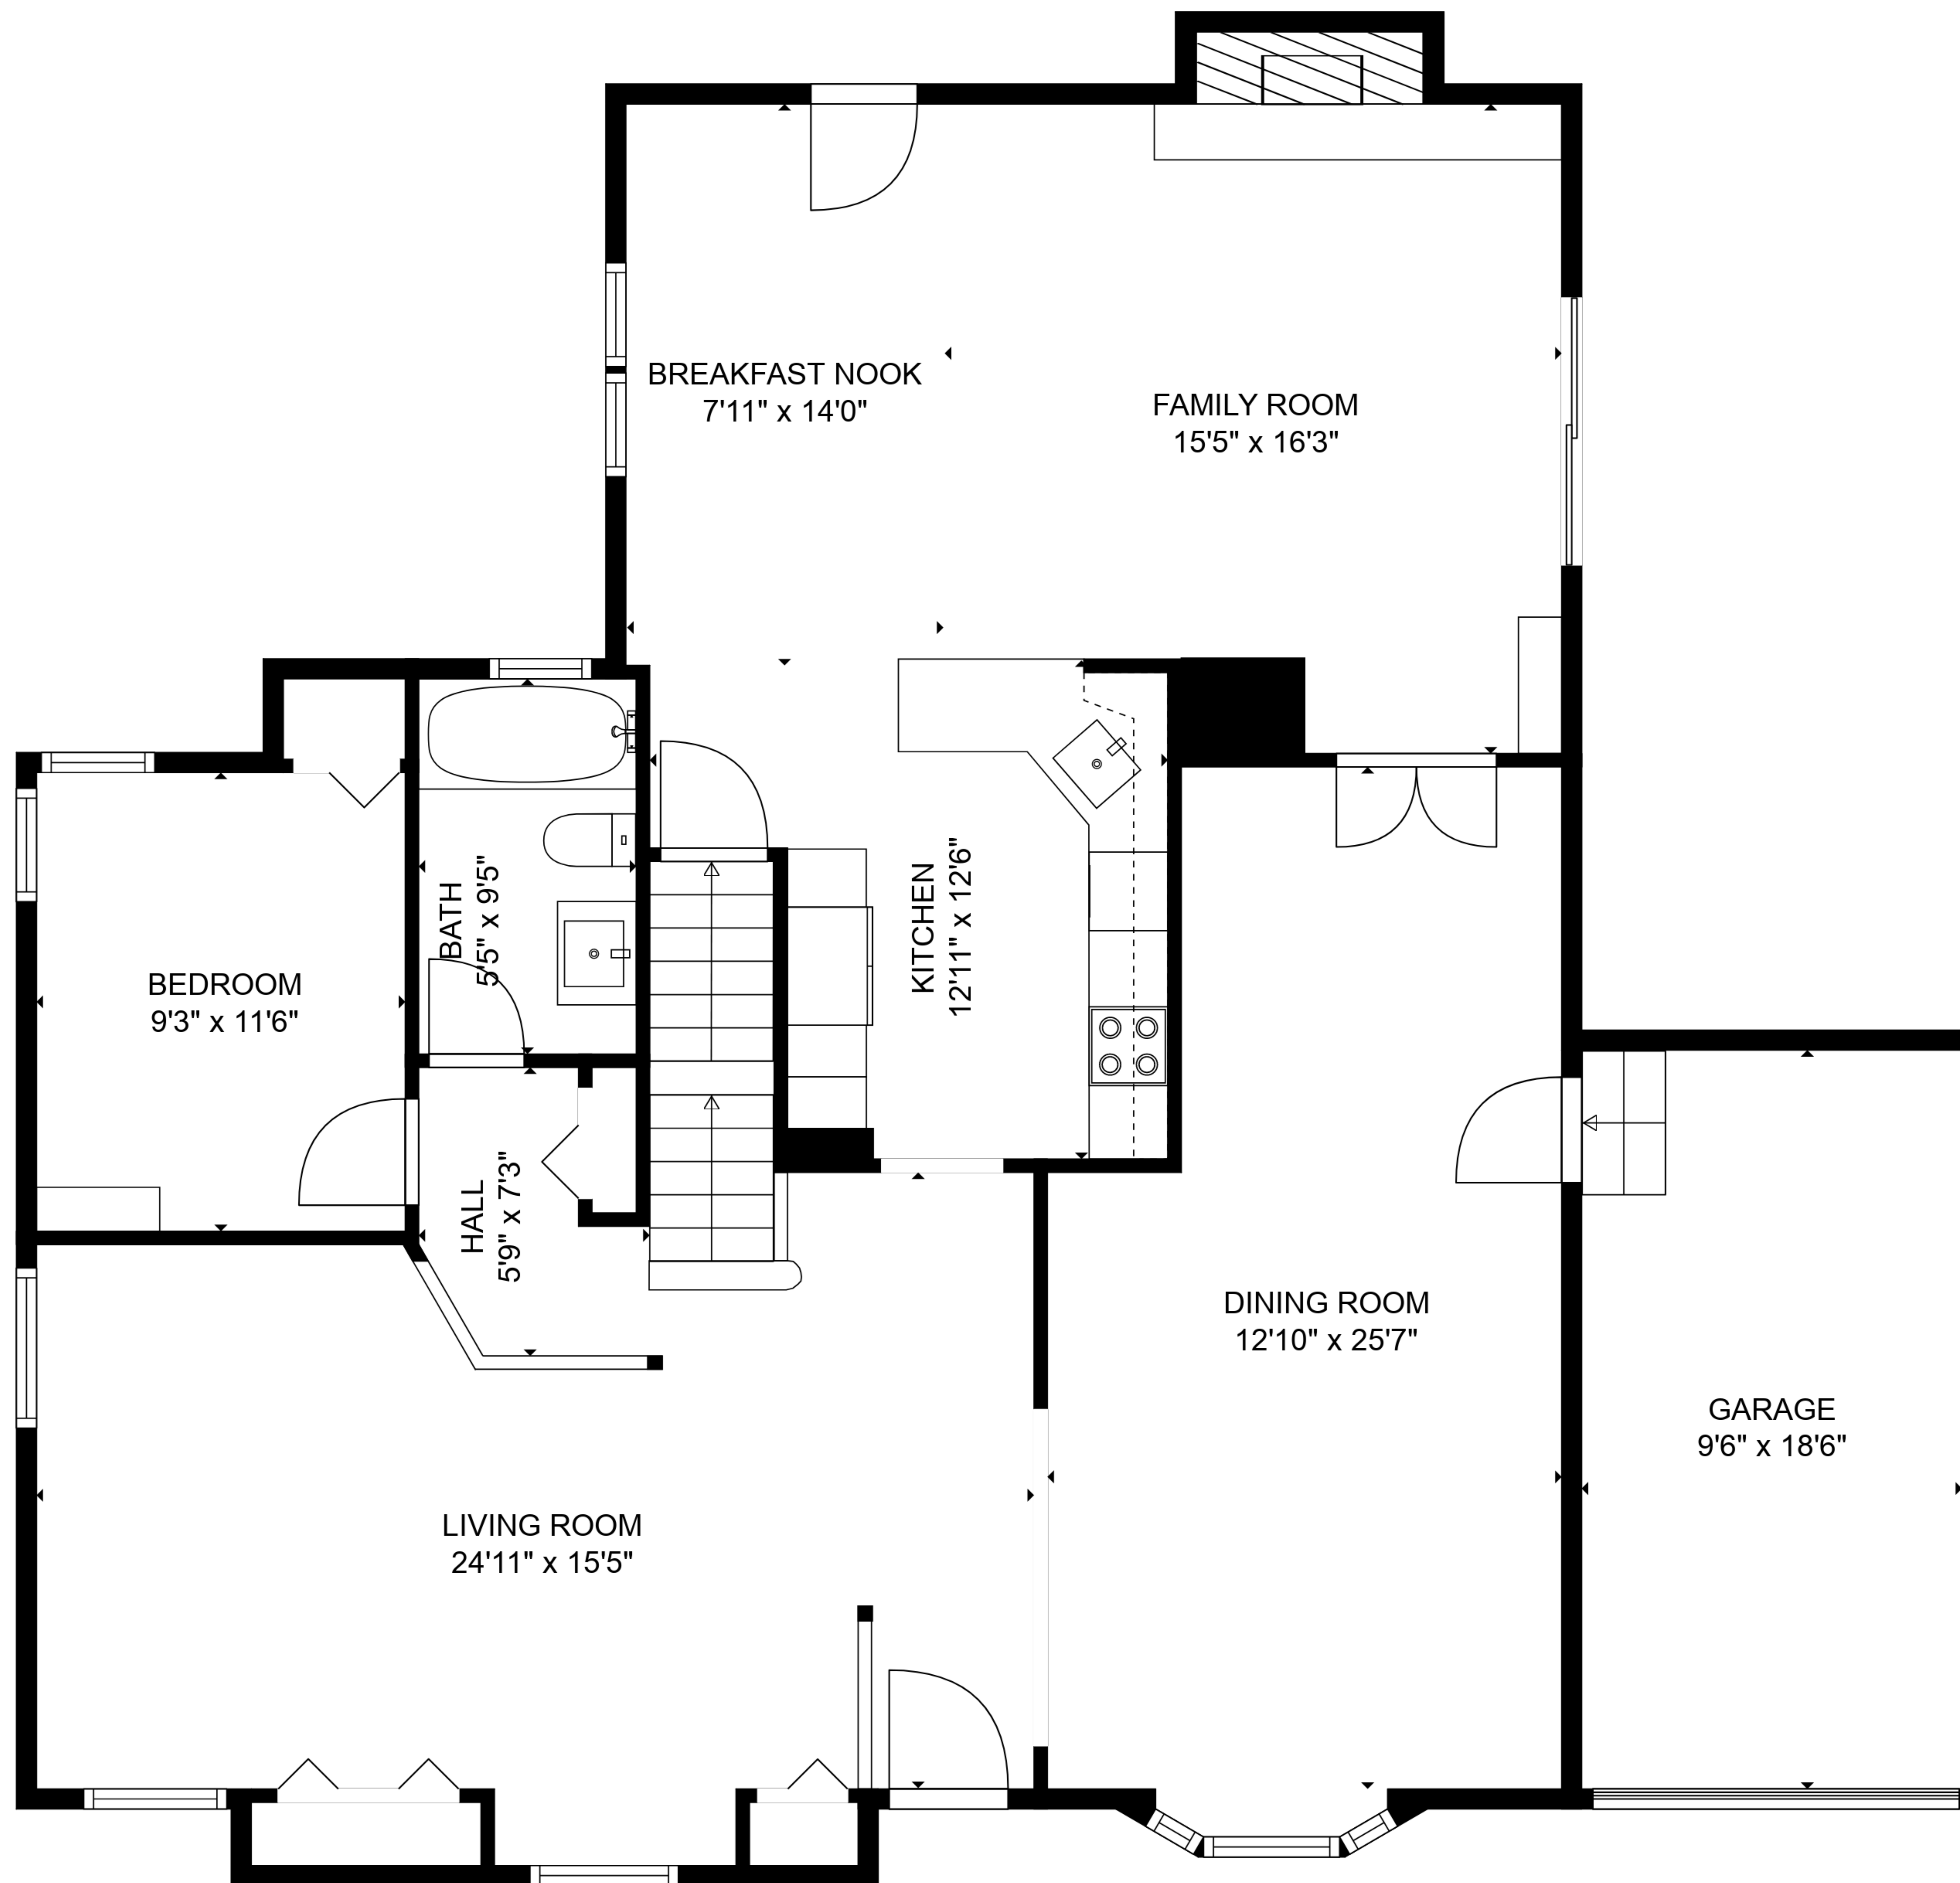 BREAKFAST NOOK
7'11" x 14'0"
FAMILY ROOM
15'5" x 16'3"
KITCHEN
12'11" x 12'6"
BATH
5'5" x 9'5"
BEDROOM
9'3" x 11'6"
HALL
5'9" x 7'3"
DINING ROOM
12'10" x 25'7"
GARAGE
9'6" x 18'6"
LIVING ROOM
24'11" x 15'5"